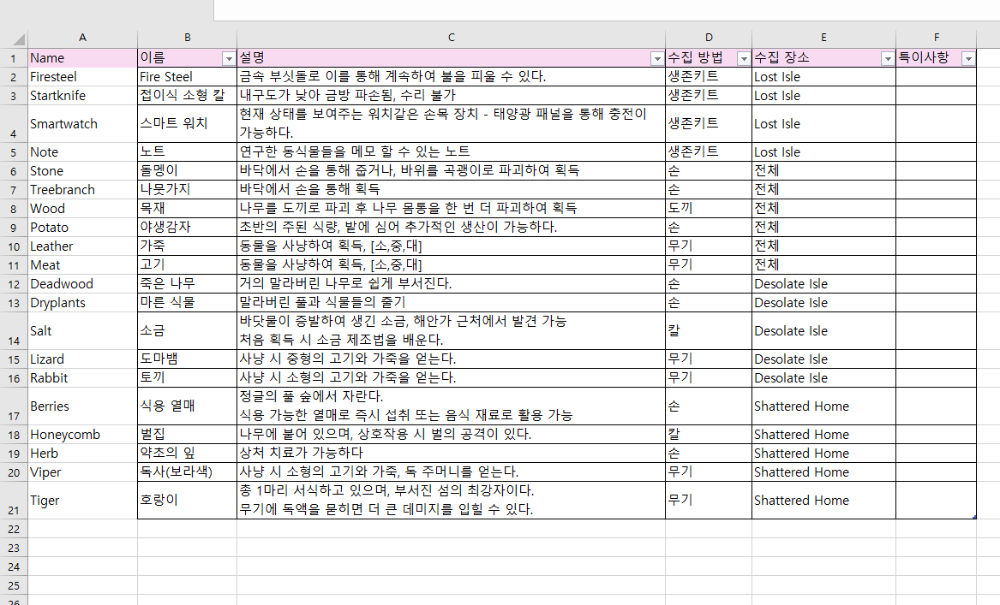 A B C D E F
1 Name 이름 설명 수집 방법 수집 장소 특이사항
2 Firesteel Fire Steel 금속 부싯돌로 이를 통해 계속하여 불을 피울 수 있다. 생존키트 Lost Isle
3 Startknife 접이식 소형 칼 내구도가 낮아 금방 파손됨, 수리 불가 생존키트 Lost Isle
4 Smartwatch 스마트 워치 현재 상태를 보여주는 워치같은 손목 장치 - 태양광 패널을 통해 충전이
가능하다. 생존키트 Lost Isle
5 Note 노트 연구한 동식물들을 메모 할 수 있는 노트 생존키트 Lost Isle
6 Stone 돌멩이 바닥에서 손을 통해 줍거나, 바위를 곡괭이로 파괴하여 획득 손 전체
7 Treebranch 나뭇가지 바닥에서 손을 통해 획득 손 전체
8 Wood 목재 나무를 도끼로 파괴 후 나무 몸통을 한 번 더 파괴하여 획득 도끼 전체
9 Potato 야생감자 초반의 주된 식량, 밭에 심어 추가적인 생산이 가능하다. 손 전체
10 Leather 가죽 동물을 사냥하여 획득, [소,중,대] 무기 전체
11 Meat 고기 동물을 사냥하여 획득, [소,중,대] 무기 전체
12 Deadwood 죽은 나무 거의 말라버린 나무로 쉽게 부서진다. 손 Desolate Isle
13 Dryplants 마른 식물 말라버린 풀과 식물들의 줄기 손 Desolate Isle
14 Salt 소금 바닷물이 증발하여 생긴 소금, 해안가 근처에서 발견 가능
처음 획득 시 소금 제조법을 배운다. 칼 Desolate Isle
15 Lizard 도마뱀 사냥 시 중형의 고기와 가죽을 얻는다. 무기 Desolate Isle
16 Rabbit 토끼 사냥 시 소형의 고기와 가죽을 얻는다. 무기 Desolate Isle
17 Berries 식용 열매 정글의 풀 숲에서 자란다.
식용 가능한 열매로 즉시 섭취 또는 음식 재료로 활용 가능 손 Shattered Home
18 Honeycomb 벌집 나무에 붙어 있으며, 상호작용 시 벌의 공격이 있다. 칼 Shattered Home
19 Herb 약초의 잎 상처 치료가 가능하다 손 Shattered Home
20 Viper 독사(보라색) 사냥 시 소형의 고기와 가죽, 독 주머니를 얻는다. 무기 Shattered Home
21 Tiger 호랑이 총 1마리 서식하고 있으며, 부서진 섬의 최강자이다.
무기에 독액을 묻히면 더 큰 데미지를 입힐 수 있다. 무기 Shattered Home
22
23
24
25
26